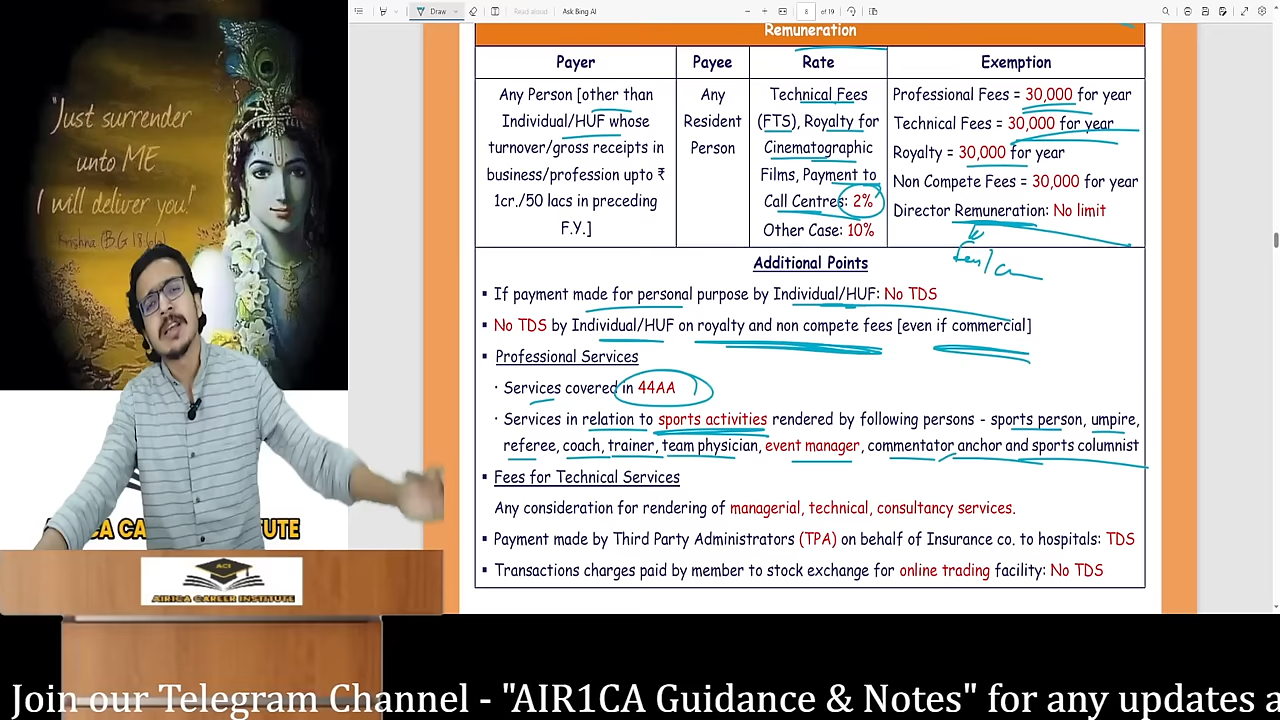 Draw
Read aloud
Ask Bing AI
8
of 19
"Just surrender
unto ME
I will deliver you!"
- Krishna (B.G 18:66)
Remuneration
Payer
Payee
Rate
Exemption
Any Person [other than
Individual/HUF whose
turnover/gross receipts in
business/profession upto ₹
1cr./50 lacs in preceding
F.Y.]
Any
Resident
Person
Technical Fees
(FTS), Royalty for
Cinematographic
Films, Payment to
Call Centres: 2%
Other Case: 10%
Professional Fees = 30,000 for year
Technical Fees = 30,000 for year
Royalty = 30,000 for year
Non Compete Fees = 30,000 for year
Director Remuneration: No limit
Additional Points
▪ If payment made for personal purpose by Individual/HUF: No TDS
▪ No TDS by Individual/HUF on royalty and non compete fees [even if commercial]
▪ Professional Services
· Services covered in 44AA
· Services in relation to sports activities rendered by following persons - sports person, umpire,
referee, coach, trainer, team physician, event manager, commentator anchor and sports columnist
▪ Fees for Technical Services
Any consideration for rendering of managerial, technical, consultancy services.
▪ Payment made by Third Party Administrators (TPA) on behalf of Insurance co. to hospitals: TDS
▪ Transactions charges paid by member to stock exchange for online trading facility: No TDS
ACI
AIR1CA CAREER INSTITUTE
Join our Telegram Channel - "AIR1CA Guidance & Notes" for any updates a